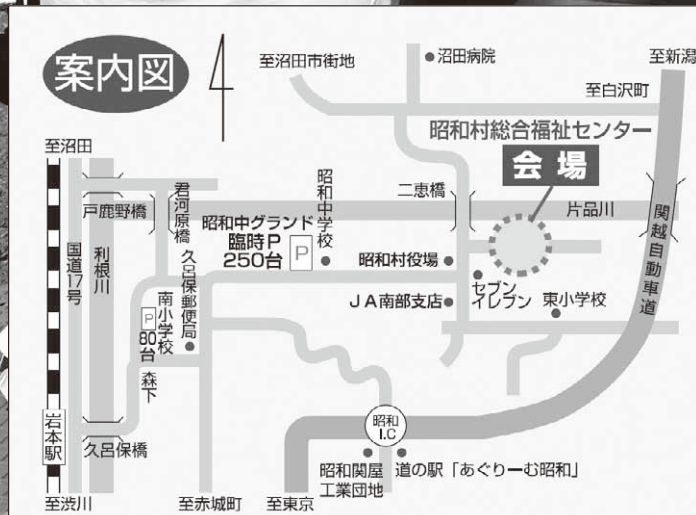 案内図
至沼田市街地
沼田病院
至新潟
至白沢町
昭和村総合福祉センター
会場
至沼田
戸鹿野橋
君河原橋
昭和中学校
二恵橋
片品川
関越自動車道
国道17号
利根川
昭和中グランド
臨時P
250台
P
昭和村役場
セブン
イレブン
JA南部支店
東小学校
久呂保郵便局
南小学校
P
80台
森下
岩本駅
久呂保橋
昭和
I.C
昭和関屋
工業団地
道の駅「あぐりーむ昭和」
至渋川
至赤城町
至東京